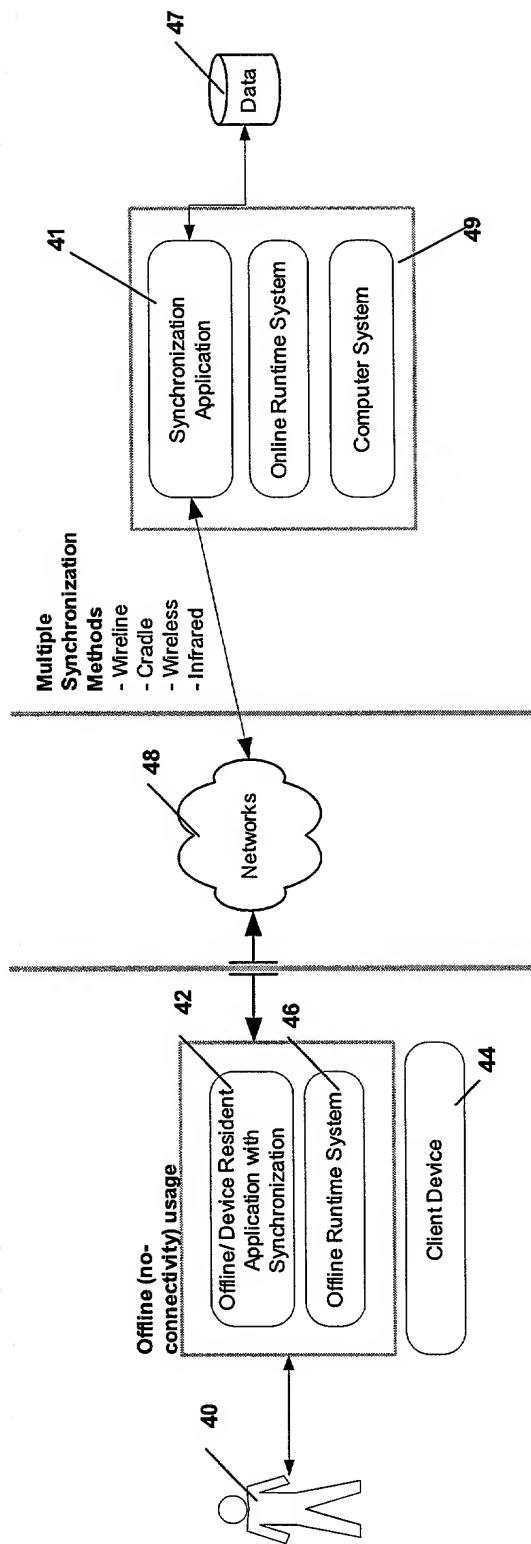 40
Offline (no-
connectivity) usage
42
Offline/ Device Resident
Application with
Synchronization
46
Offline Runtime System
Client Device
44
48
Networks
Multiple
Synchronization
Methods
- Wireline
- Cradle
- Wireless
- Infrared
41
Synchronization
Application
Online Runtime System
Computer System
49
47
Data